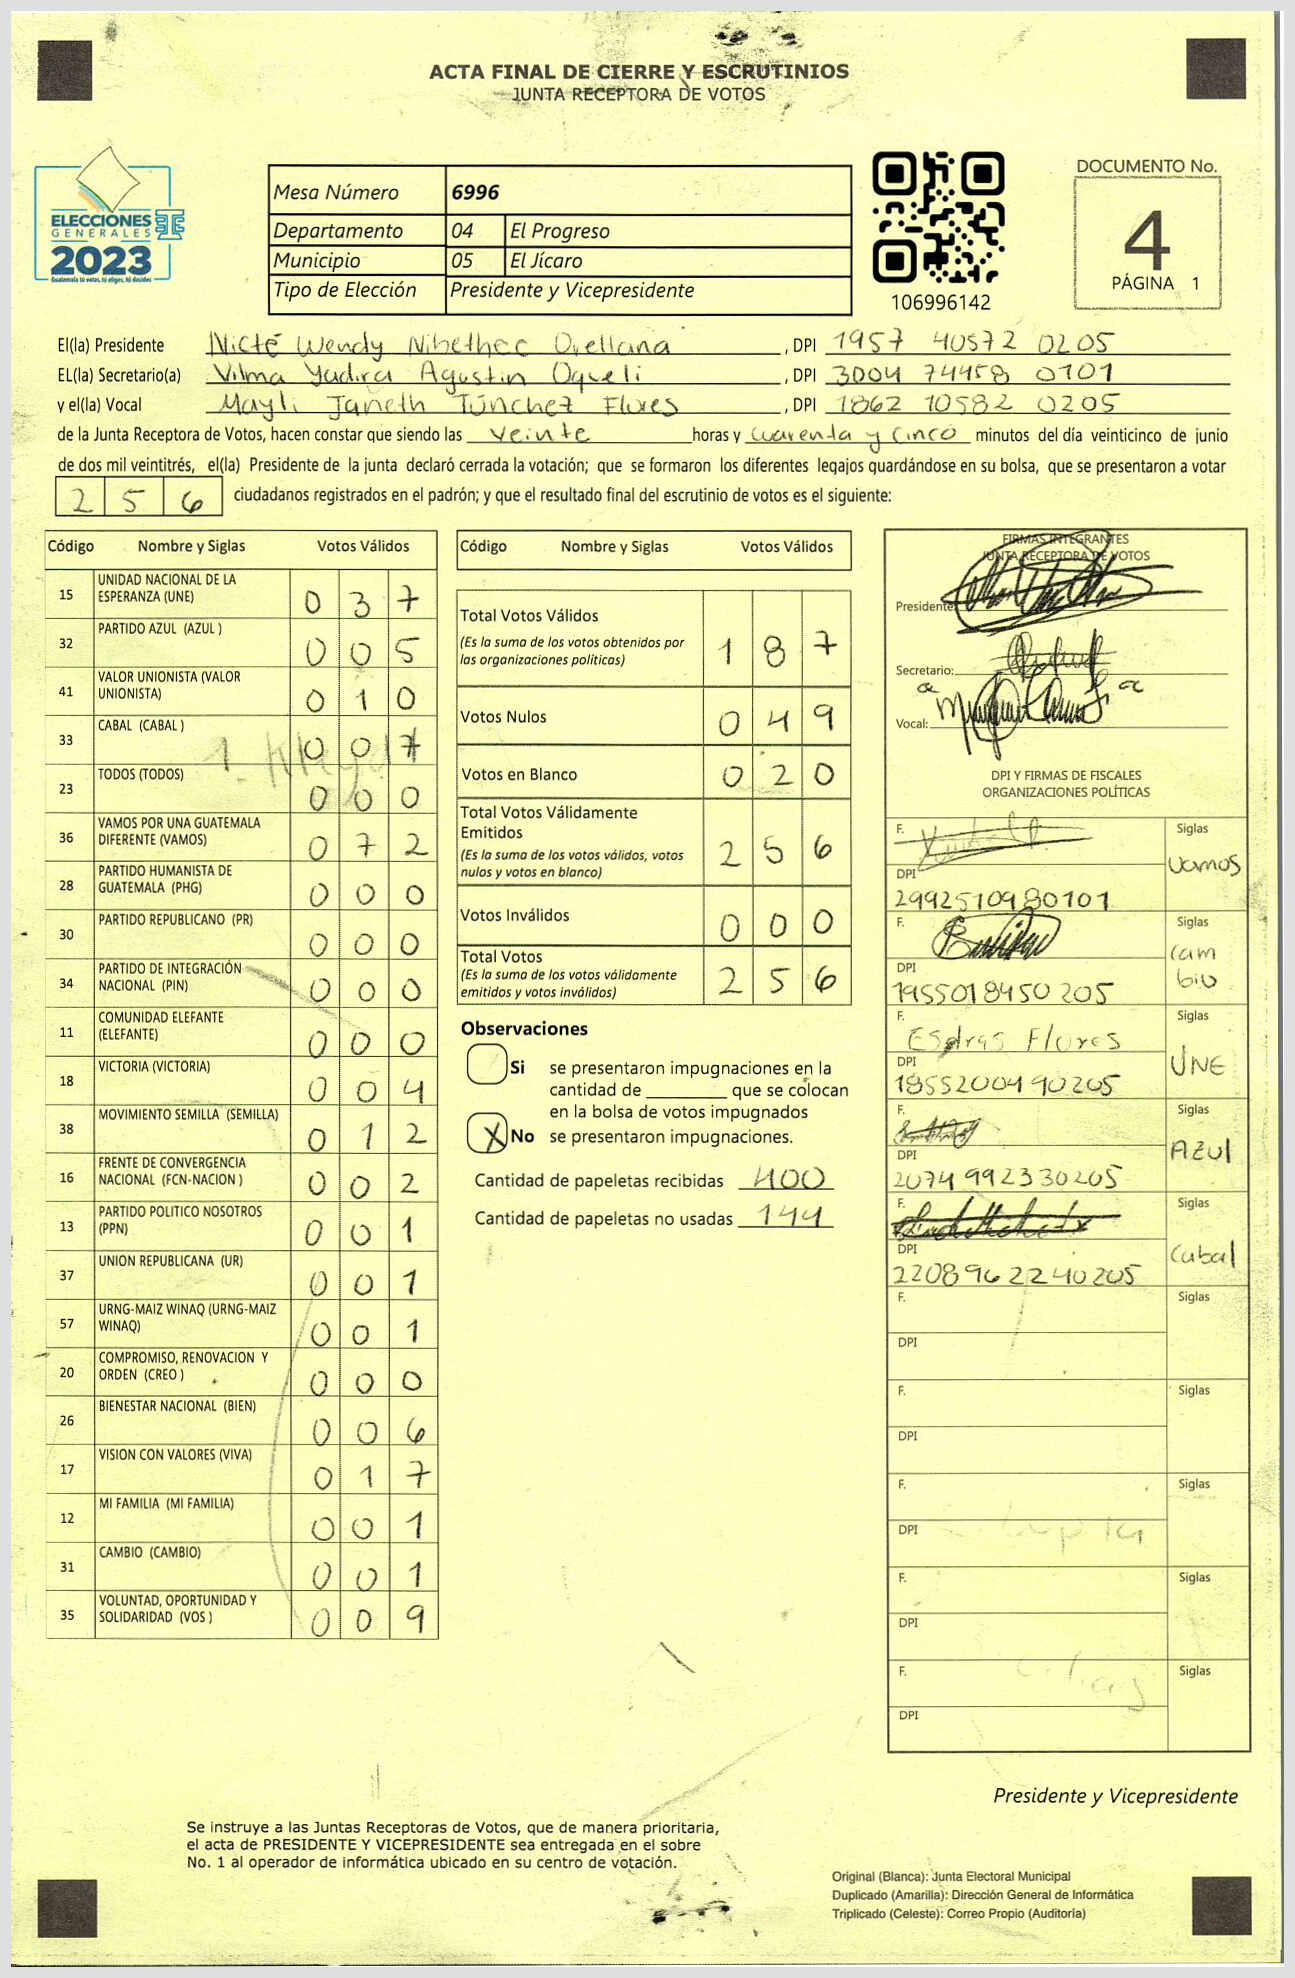 ACTA FINAL DE CIERRE Y ESCRUTINIOS
JUNTA RECEPTORA DE VOTOS
ELECCIONES
GENERALES
2023
Guatemala tú votas, tú eliges, tú decides
Mesa Número 6996
Departamento 04 El Progreso
Municipio 05 El Jícaro
Tipo de Elección Presidente y Vicepresidente
106996142
DOCUMENTO No.
4
PÁGINA 1
El(la) Presidente Nicté Wendy Nibethec Orellana, DPI 1957 40572 0205
EL(la) Secretario(a) Vilma Yadira Agustin Oqueli, DPI 3004 74458 0101
y el(la) Vocal Mayli Janeth Túnchez Flores, DPI 1862 10582 0205
de la Junta Receptora de Votos, hacen constar que siendo las veinte horas y cuarenta y cinco minutos del día veinticinco de junio
de dos mil veintitrés, el(la) Presidente de la junta declaró cerrada la votación; que se formaron los diferentes legajos guardándose en su bolsa, que se presentaron a votar
256 ciudadanos registrados en el padrón; y que el resultado final del escrutinio de votos es el siguiente:
Código Nombre y Siglas Votos Válidos
15 UNIDAD NACIONAL DE LA ESPERANZA (UNE) 0 3 7
32 PARTIDO AZUL (AZUL ) 0 0 5
41 VALOR UNIONISTA (VALOR UNIONISTA) 0 1 0
33 CABAL (CABAL ) 0 0 7
23 TODOS (TODOS) 0 0 0
36 VAMOS POR UNA GUATEMALA DIFERENTE (VAMOS) 0 7 2
28 PARTIDO HUMANISTA DE GUATEMALA (PHG) 0 0 0
30 PARTIDO REPUBLICANO (PR) 0 0 0
34 PARTIDO DE INTEGRACIÓN NACIONAL (PIN) 0 0 0
11 COMUNIDAD ELEFANTE (ELEFANTE) 0 0 0
18 VICTORIA (VICTORIA) 0 0 4
38 MOVIMIENTO SEMILLA (SEMILLA) 0 1 2
16 FRENTE DE CONVERGENCIA NACIONAL (FCN-NACION ) 0 0 2
13 PARTIDO POLITICO NOSOTROS (PPN) 0 0 1
37 UNION REPUBLICANA (UR) 0 0 1
57 URNG-MAIZ WINAQ (URNG-MAIZ WINAQ) 0 0 1
20 COMPROMISO, RENOVACION Y ORDEN (CREO ) 0 0 0
26 BIENESTAR NACIONAL (BIEN) 0 0 6
17 VISION CON VALORES (VIVA) 0 1 7
12 MI FAMILIA (MI FAMILIA) 0 0 1
31 CAMBIO (CAMBIO) 0 0 1
35 VOLUNTAD, OPORTUNIDAD Y SOLIDARIDAD (VOS ) 0 0 9
Código Nombre y Siglas Votos Válidos
Total Votos Válidos 1 8 7
(Es la suma de los votos obtenidos por
las organizaciones políticas)
Votos Nulos 0 4 9
Votos en Blanco 0 2 0
Total Votos Válidamente
Emitidos 2 5 6
(Es la suma de los votos válidos, votos
nulos y votos en blanco)
Votos Inválidos 0 0 0
Total Votos 2 5 6
(Es la suma de los votos válidamente
emitidos y votos inválidos)
Observaciones
Si se presentaron impugnaciones en la
cantidad de ________ que se colocan
en la bolsa de votos impugnados
X No se presentaron impugnaciones.
Cantidad de papeletas recibidas 400
Cantidad de papeletas no usadas 144
FIRMAS INTEGRANTES
JUNTA RECEPTORA DE VOTOS
Presidente:
Secretario:
Vocal:
DPI Y FIRMAS DE FISCALES
ORGANIZACIONES POLÍTICAS
F. Siglas
Vamos
DPI
2992510980101
F. Siglas
Cam
bio
DPI
1955018450205
F. Siglas
Esdras Flores UNE
DPI
1855200490205
F. Siglas
AZUl
DPI
2074992330205
F. Siglas
Cabal
DPI
2208962240205
F. Siglas
DPI
F. Siglas
DPI
F. Siglas
DPI
F. Siglas
DPI
F. Siglas
DPI
Presidente y Vicepresidente
Se instruye a las Juntas Receptoras de Votos, que de manera prioritaria,
el acta de PRESIDENTE Y VICEPRESIDENTE sea entregada en el sobre
No. 1 al operador de informática ubicado en su centro de votación.
Original (Blanca): Junta Electoral Municipal
Duplicado (Amarilla): Dirección General de Informática
Triplicado (Celeste): Correo Propio (Auditoría)